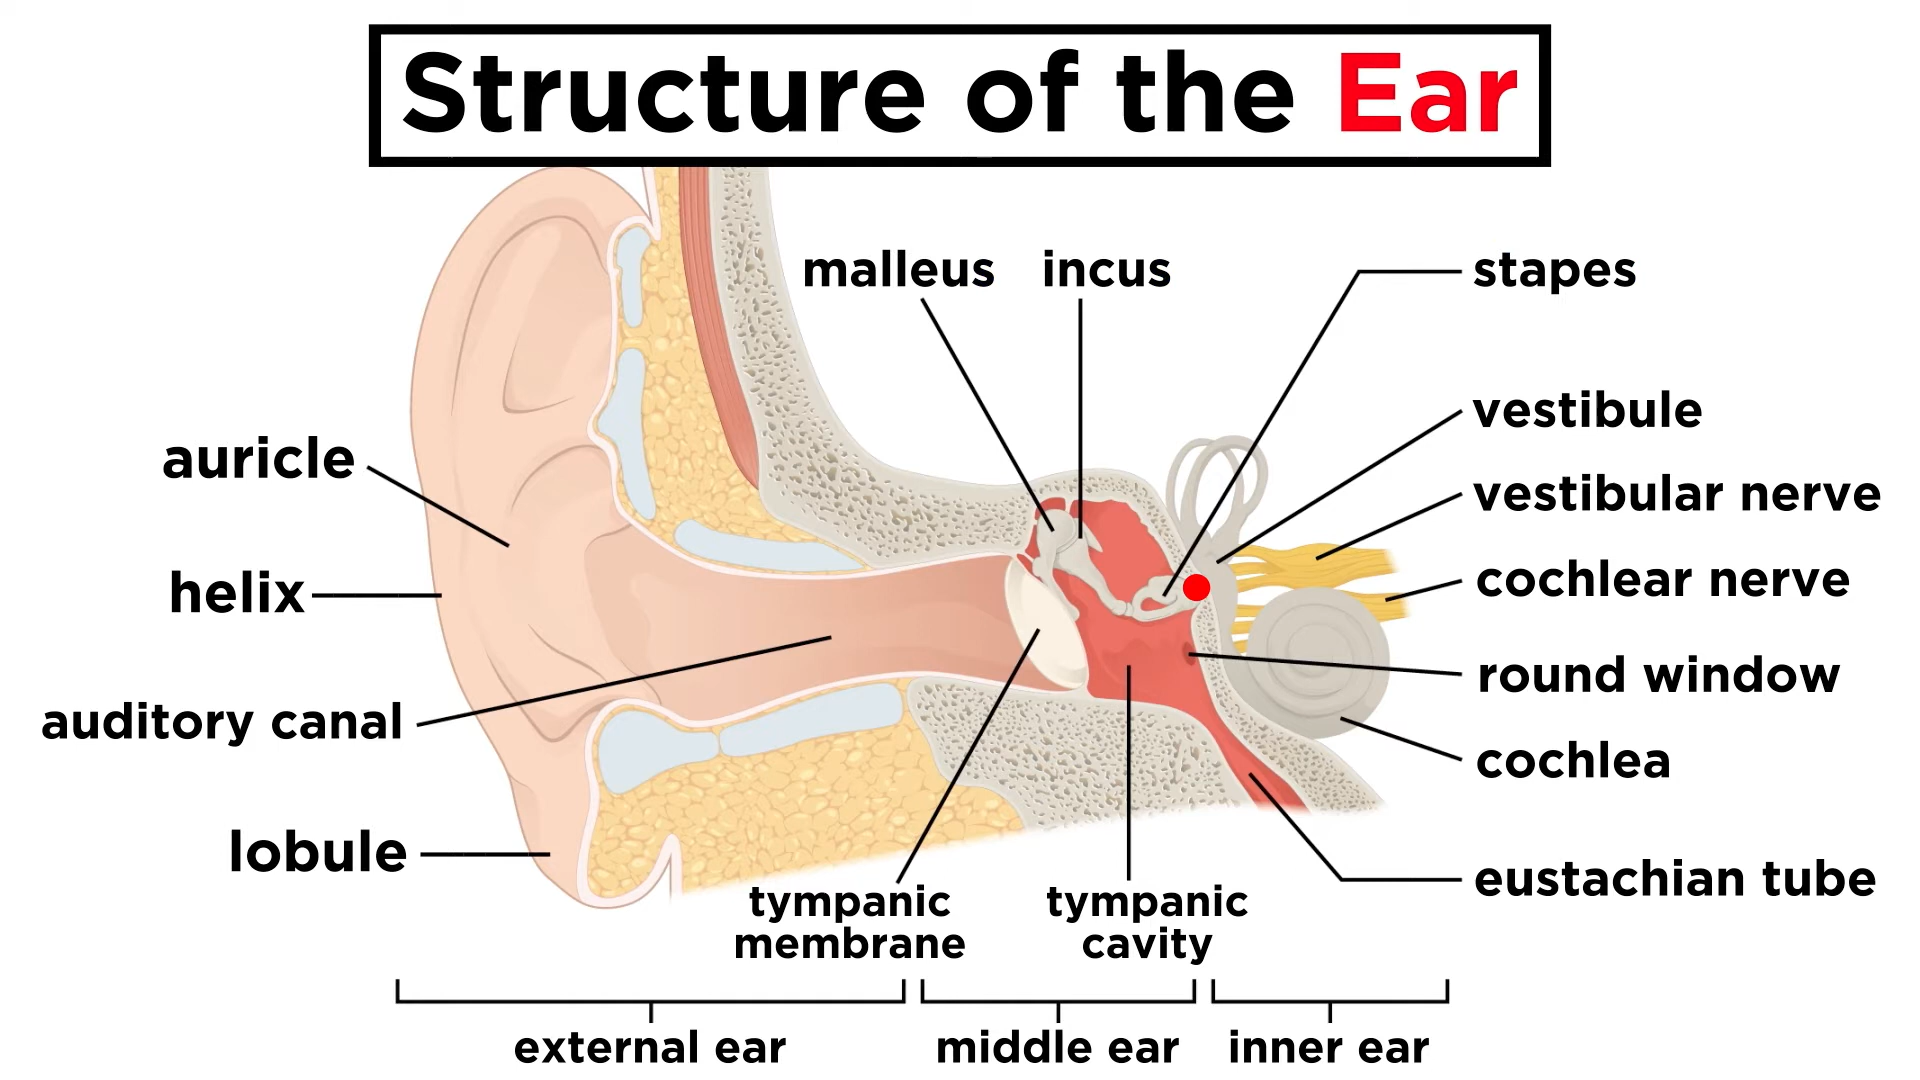 Structure of the Ear
malleus
incus
stapes
vestibule
auricle
vestibular nerve
helix
cochlear nerve
round window
auditory canal
cochlea
lobule
eustachian tube
tympanic
membrane
tympanic
cavity
external ear
middle ear
inner ear